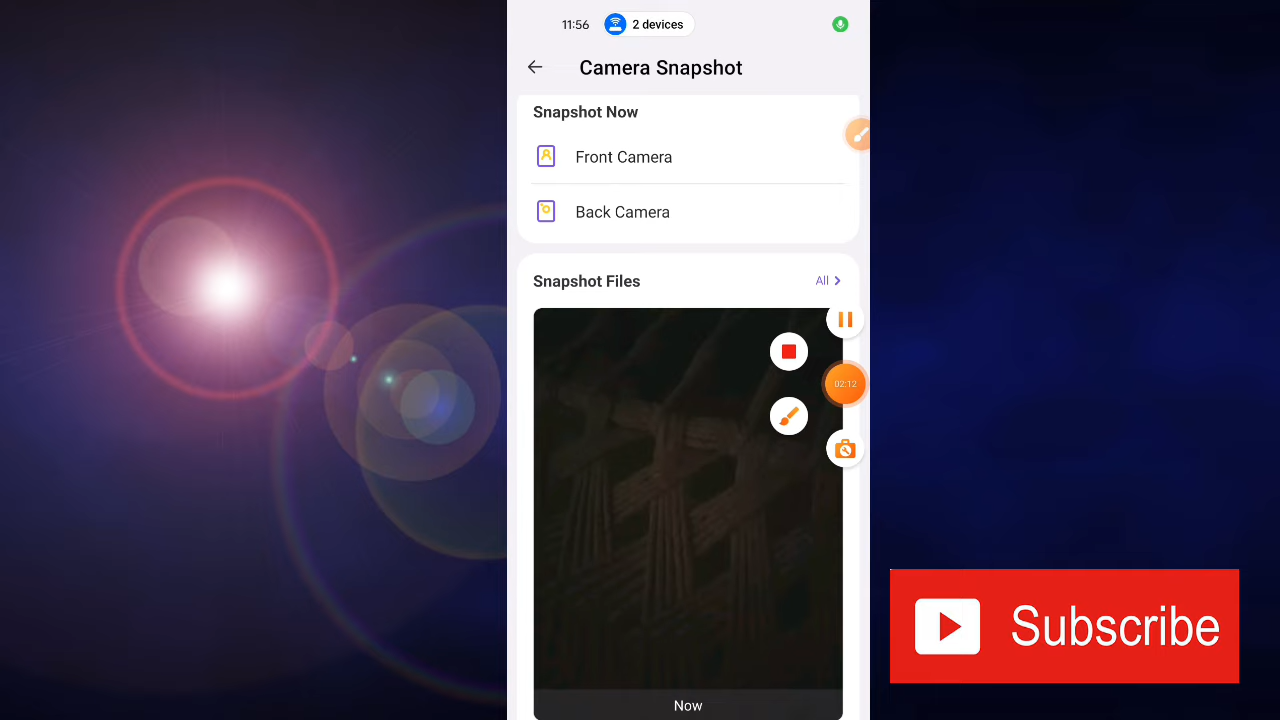 11:56
2 devices
Camera Snapshot
Snapshot Now
Front Camera
Back Camera
Snapshot Files
All
02:12
Now
Subscribe